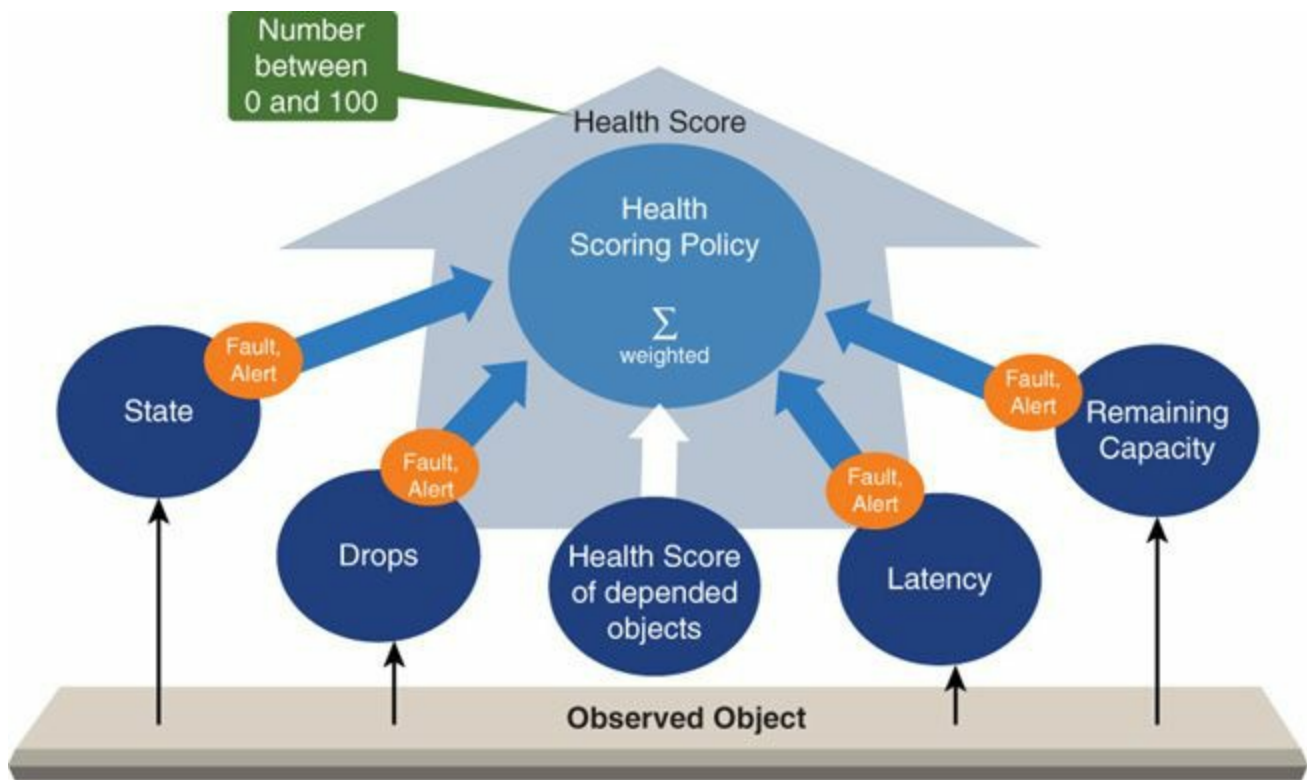 Number
between
0 and 100
Health Score
Health
Scoring Policy
Σ
weighted
Fault,
Alert
State
Fault,
Alert
Drops
Health Score
of depended
objects
Fault,
Alert
Latency
Fault,
Alert
Remaining
Capacity
Observed Object